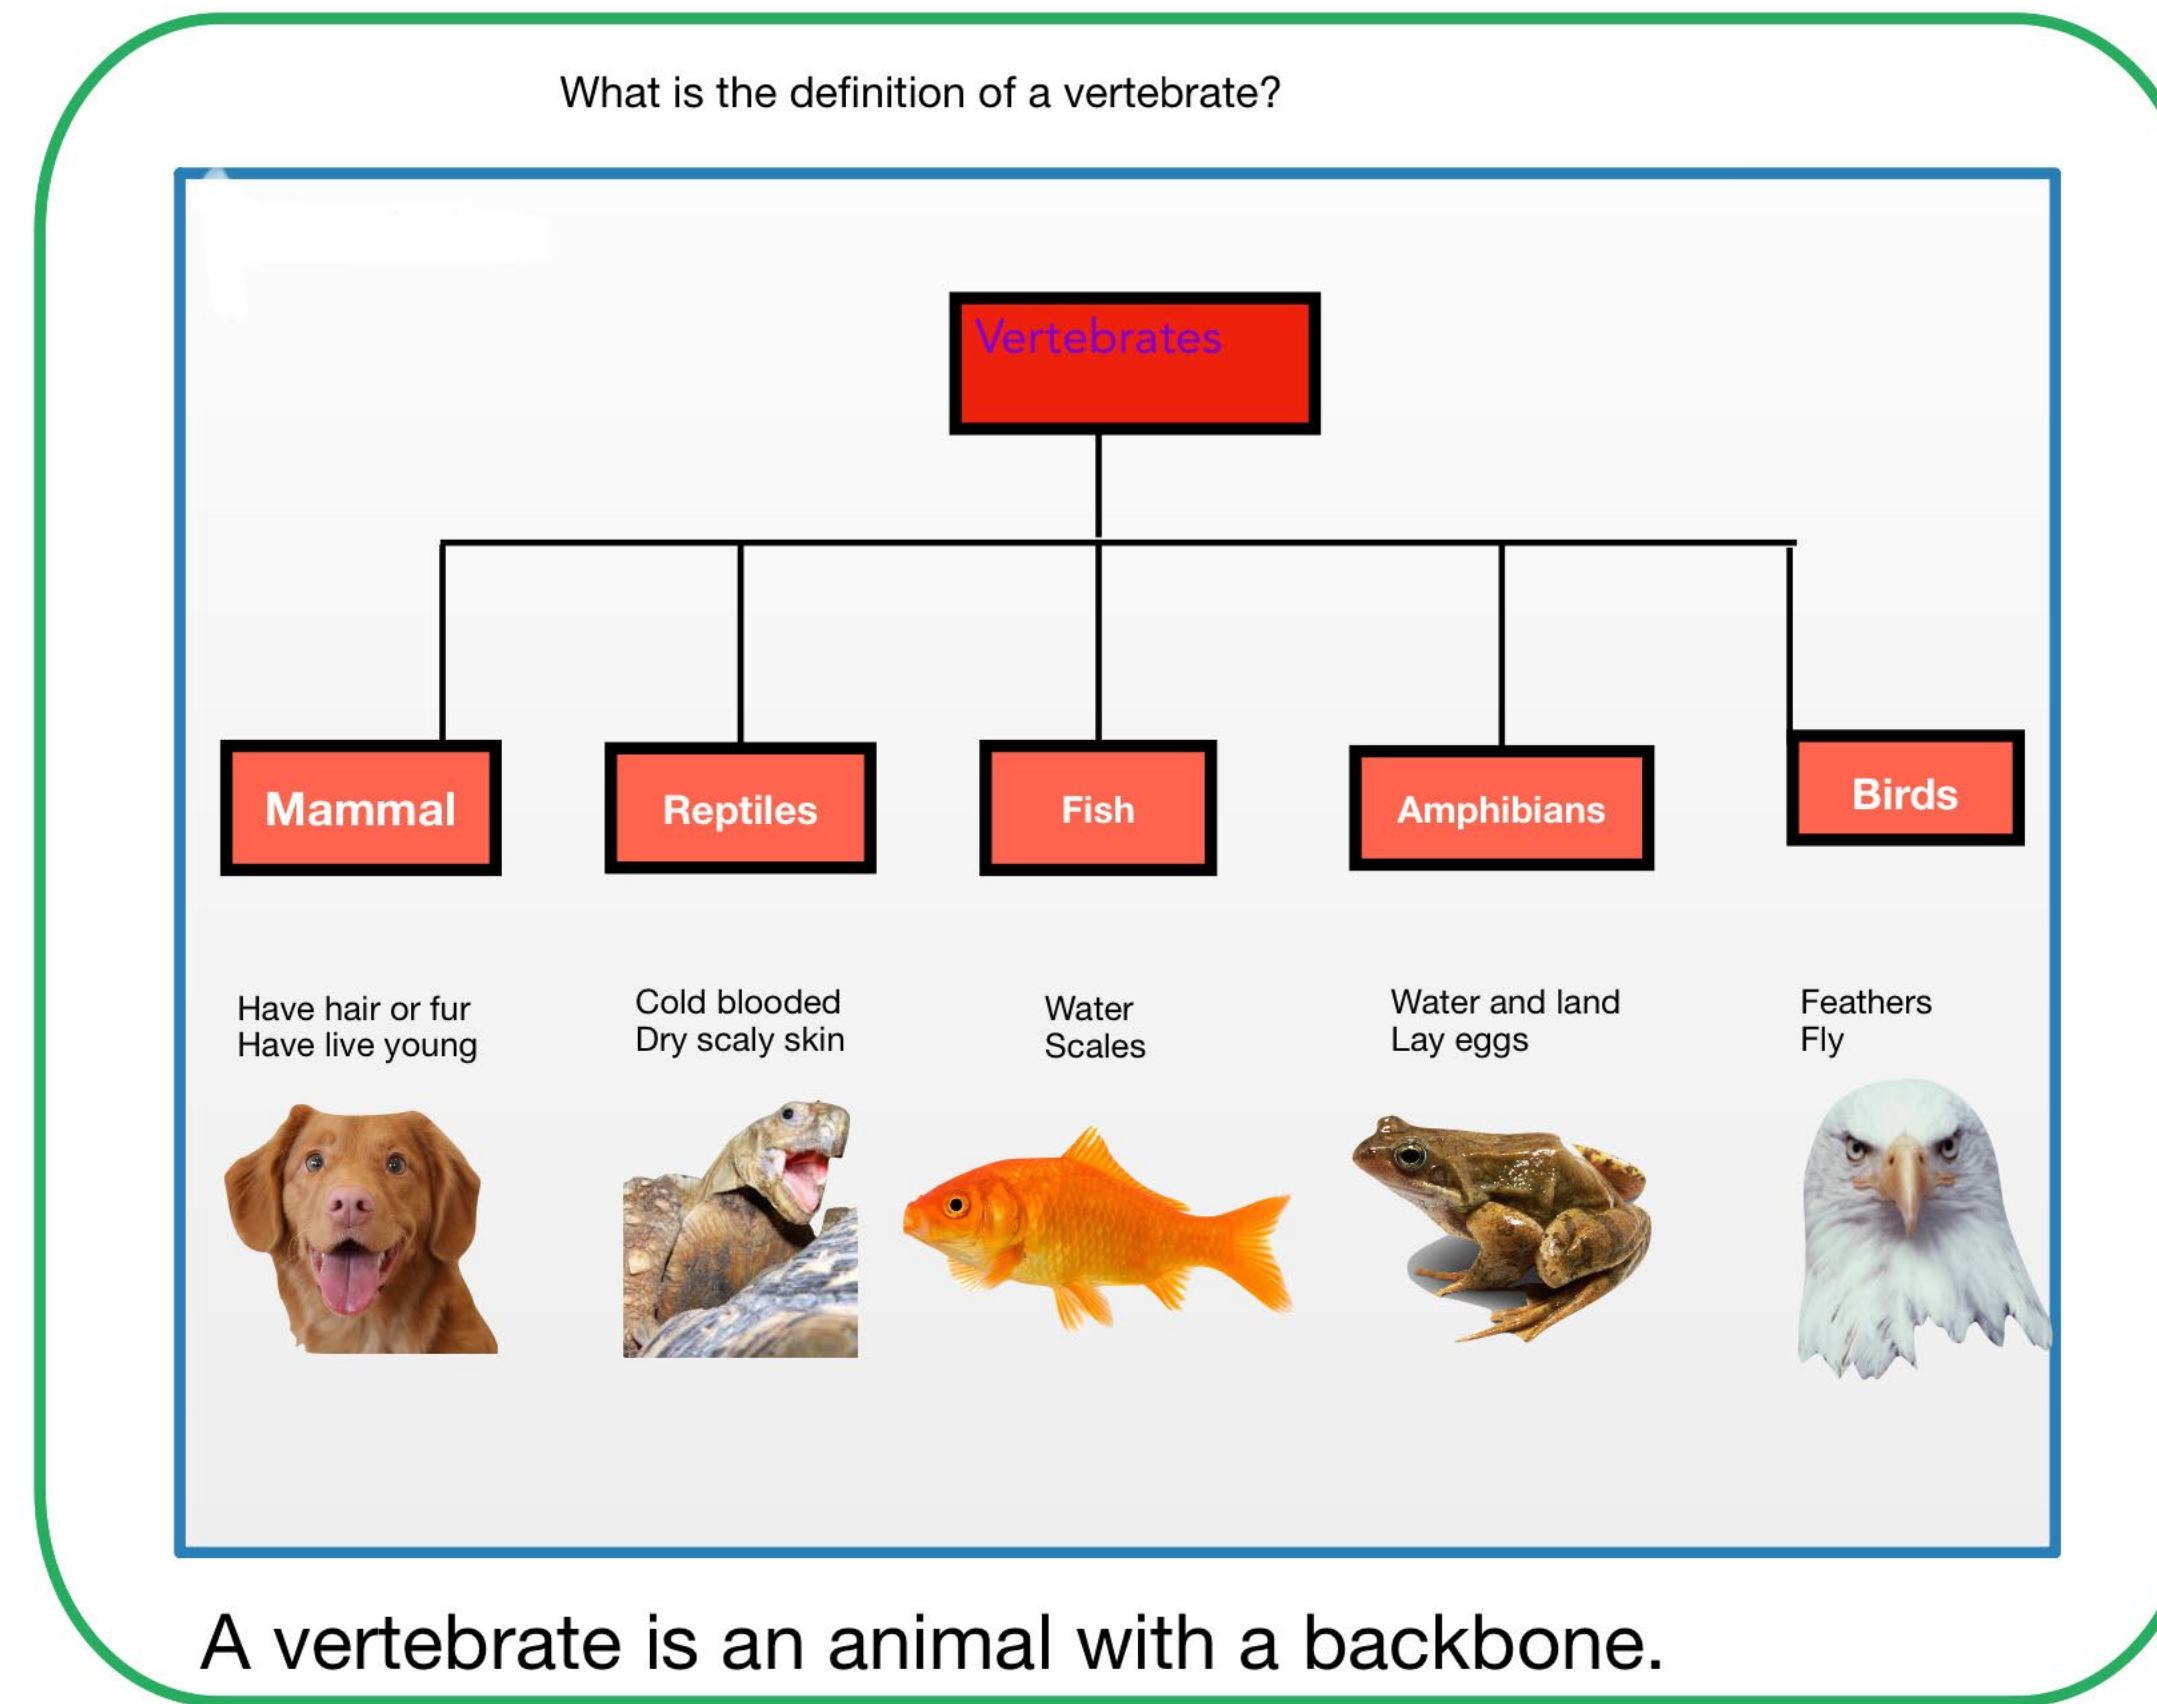 What is the definition of a vertebrate?
Vertebrates
Mammal
Reptiles
Fish
Amphibians
Birds
Have hair or fur
Have live young
Cold blooded
Dry scaly skin
Water
Scales
Water and land
Lay eggs
Feathers
Fly
A vertebrate is an animal with a backbone.